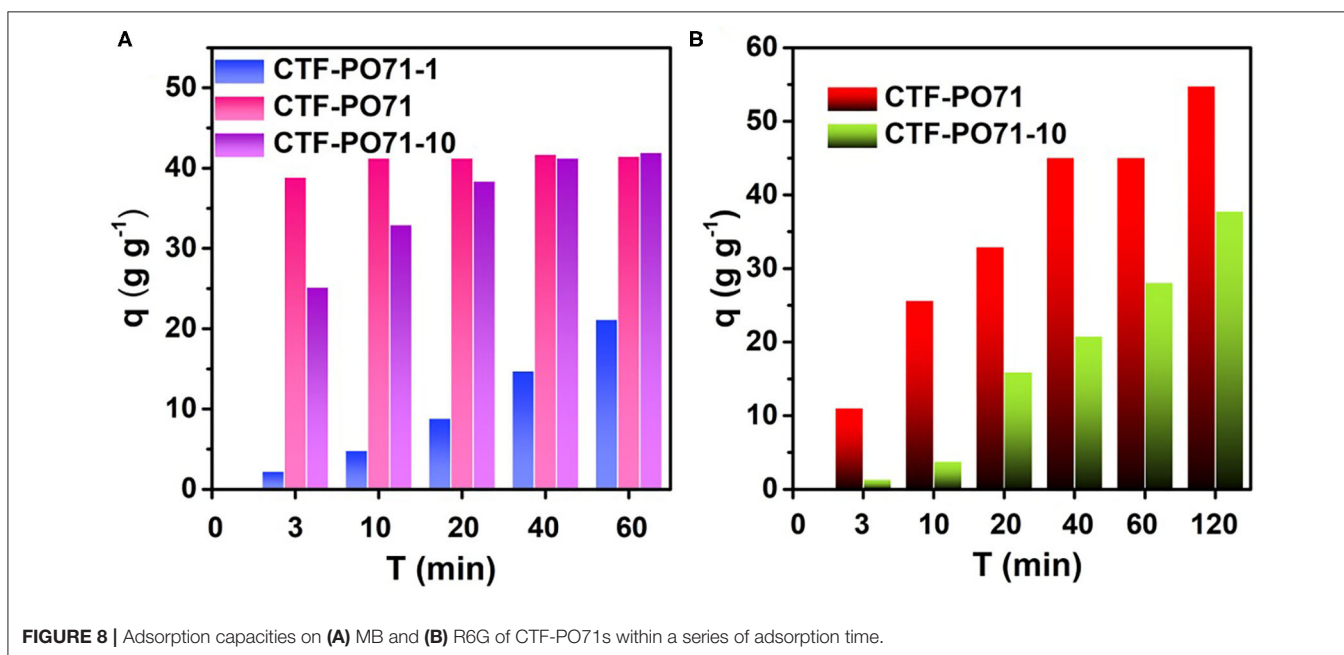 A
CTF-PO71-1
CTF-PO71
CTF-PO71-10
50
40
30
20
10
0
q (g g⁻¹)
0 3 10 20 40 60
T (min)
B
CTF-PO71
CTF-PO71-10
60
50
40
30
20
10
0
q (g g⁻¹)
0 3 10 20 40 60 120
T (min)
FIGURE 8 | Adsorption capacities on (A) MB and (B) R6G of CTF-PO71s within a series of adsorption time.